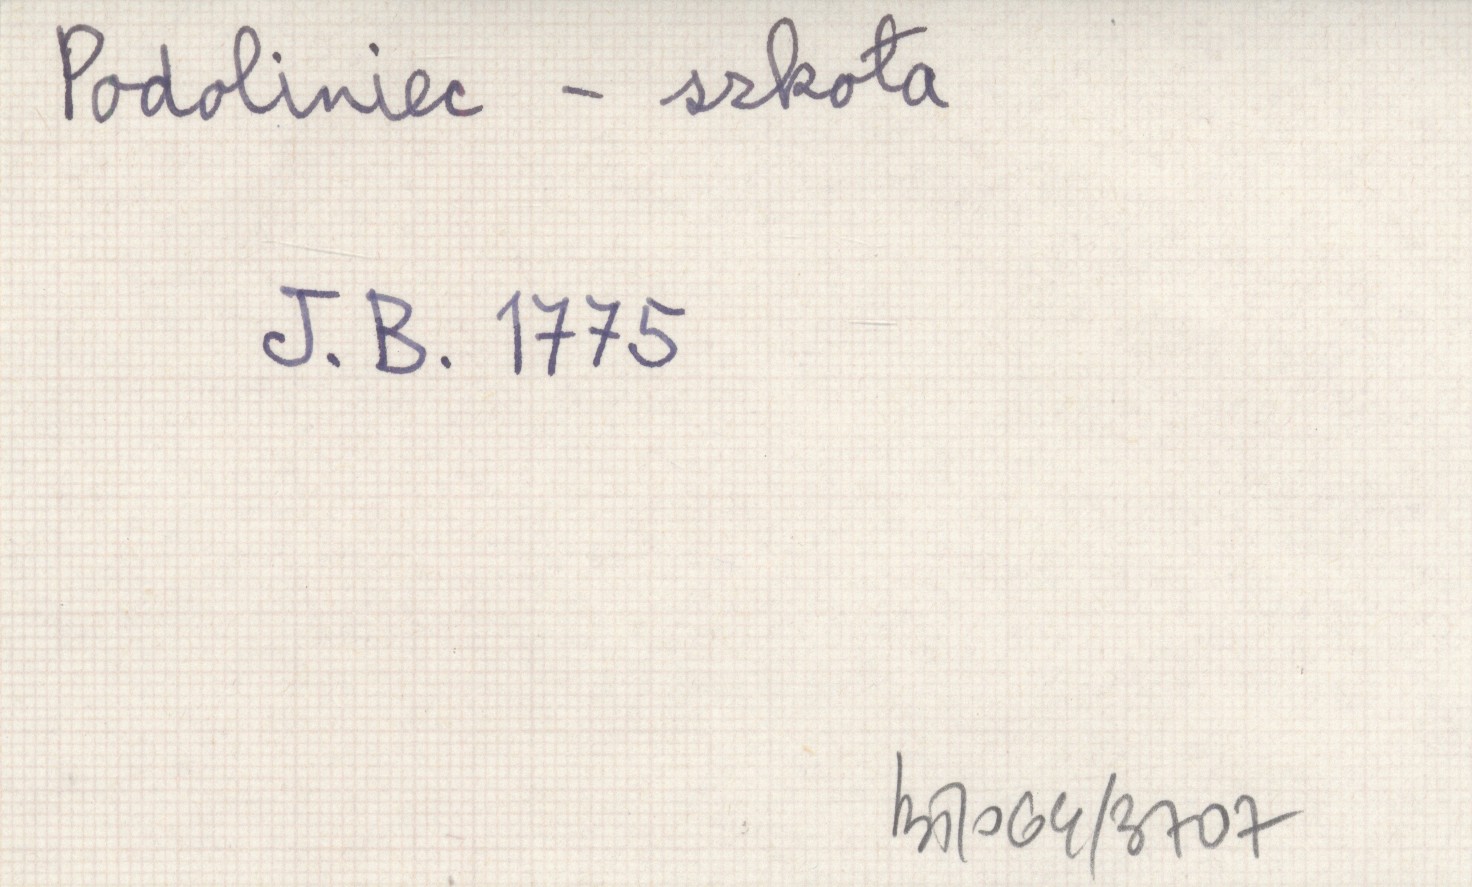 Podoliniec - szkoła
J.B. 1775